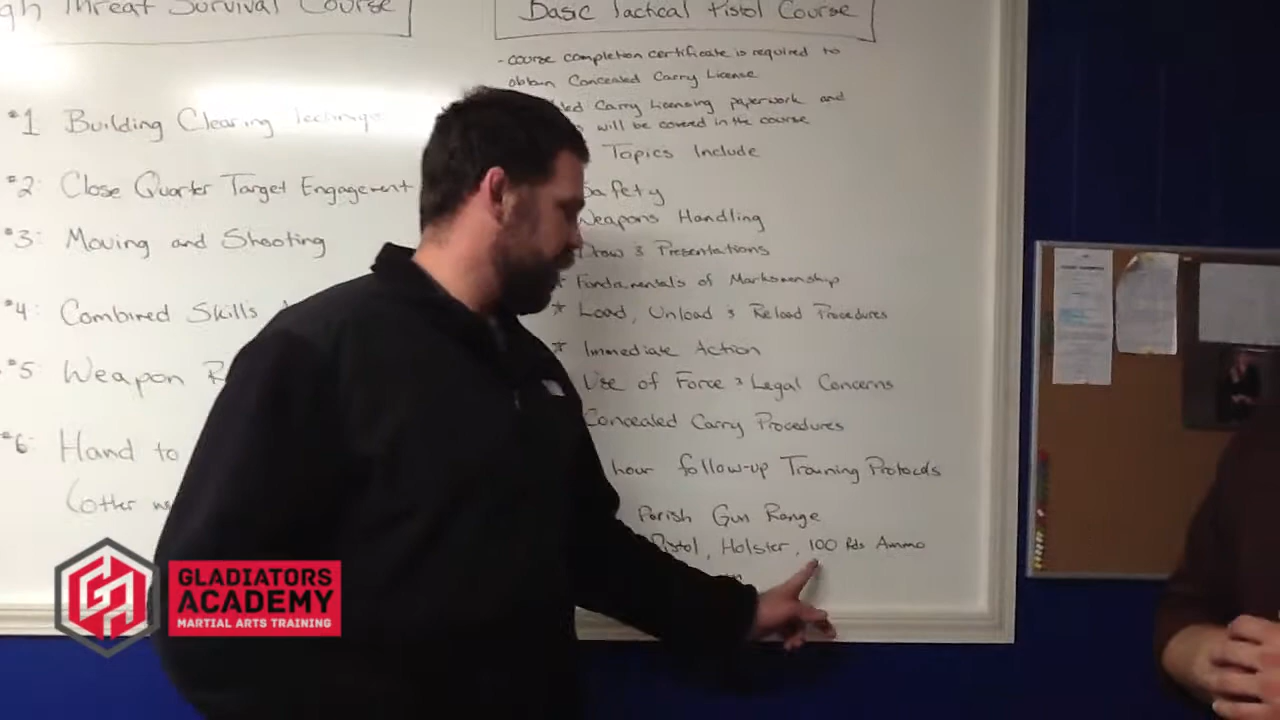 gh Threat Survival Course
#1 Building Clearing Techniqu
#2: Close Quarter Target Engagement
#3: Moving and Shooting
#4: Combined Skills
#5 Weapon R
#6: Hand to
(other
Basic Tactical Pistol Course
- course completion certificate is required to
obtain Concealed Carry License
led Carry Licensing paperwork and
will be covered in the course
Topics Include
Safety
Weapons Handling
Draw & Presentations
* Fundamentals of Marksmanship
* Load, Unload & Reload Procedures
* Immediate Action
Use of Force & Legal Concerns
Concealed Carry Procedures
hour follow-up Training Protocols
Parish Gun Range
Pistol, Holster, 100 Rds Ammo
GA
GLADIATORS
ACADEMY
MARTIAL ARTS TRAINING